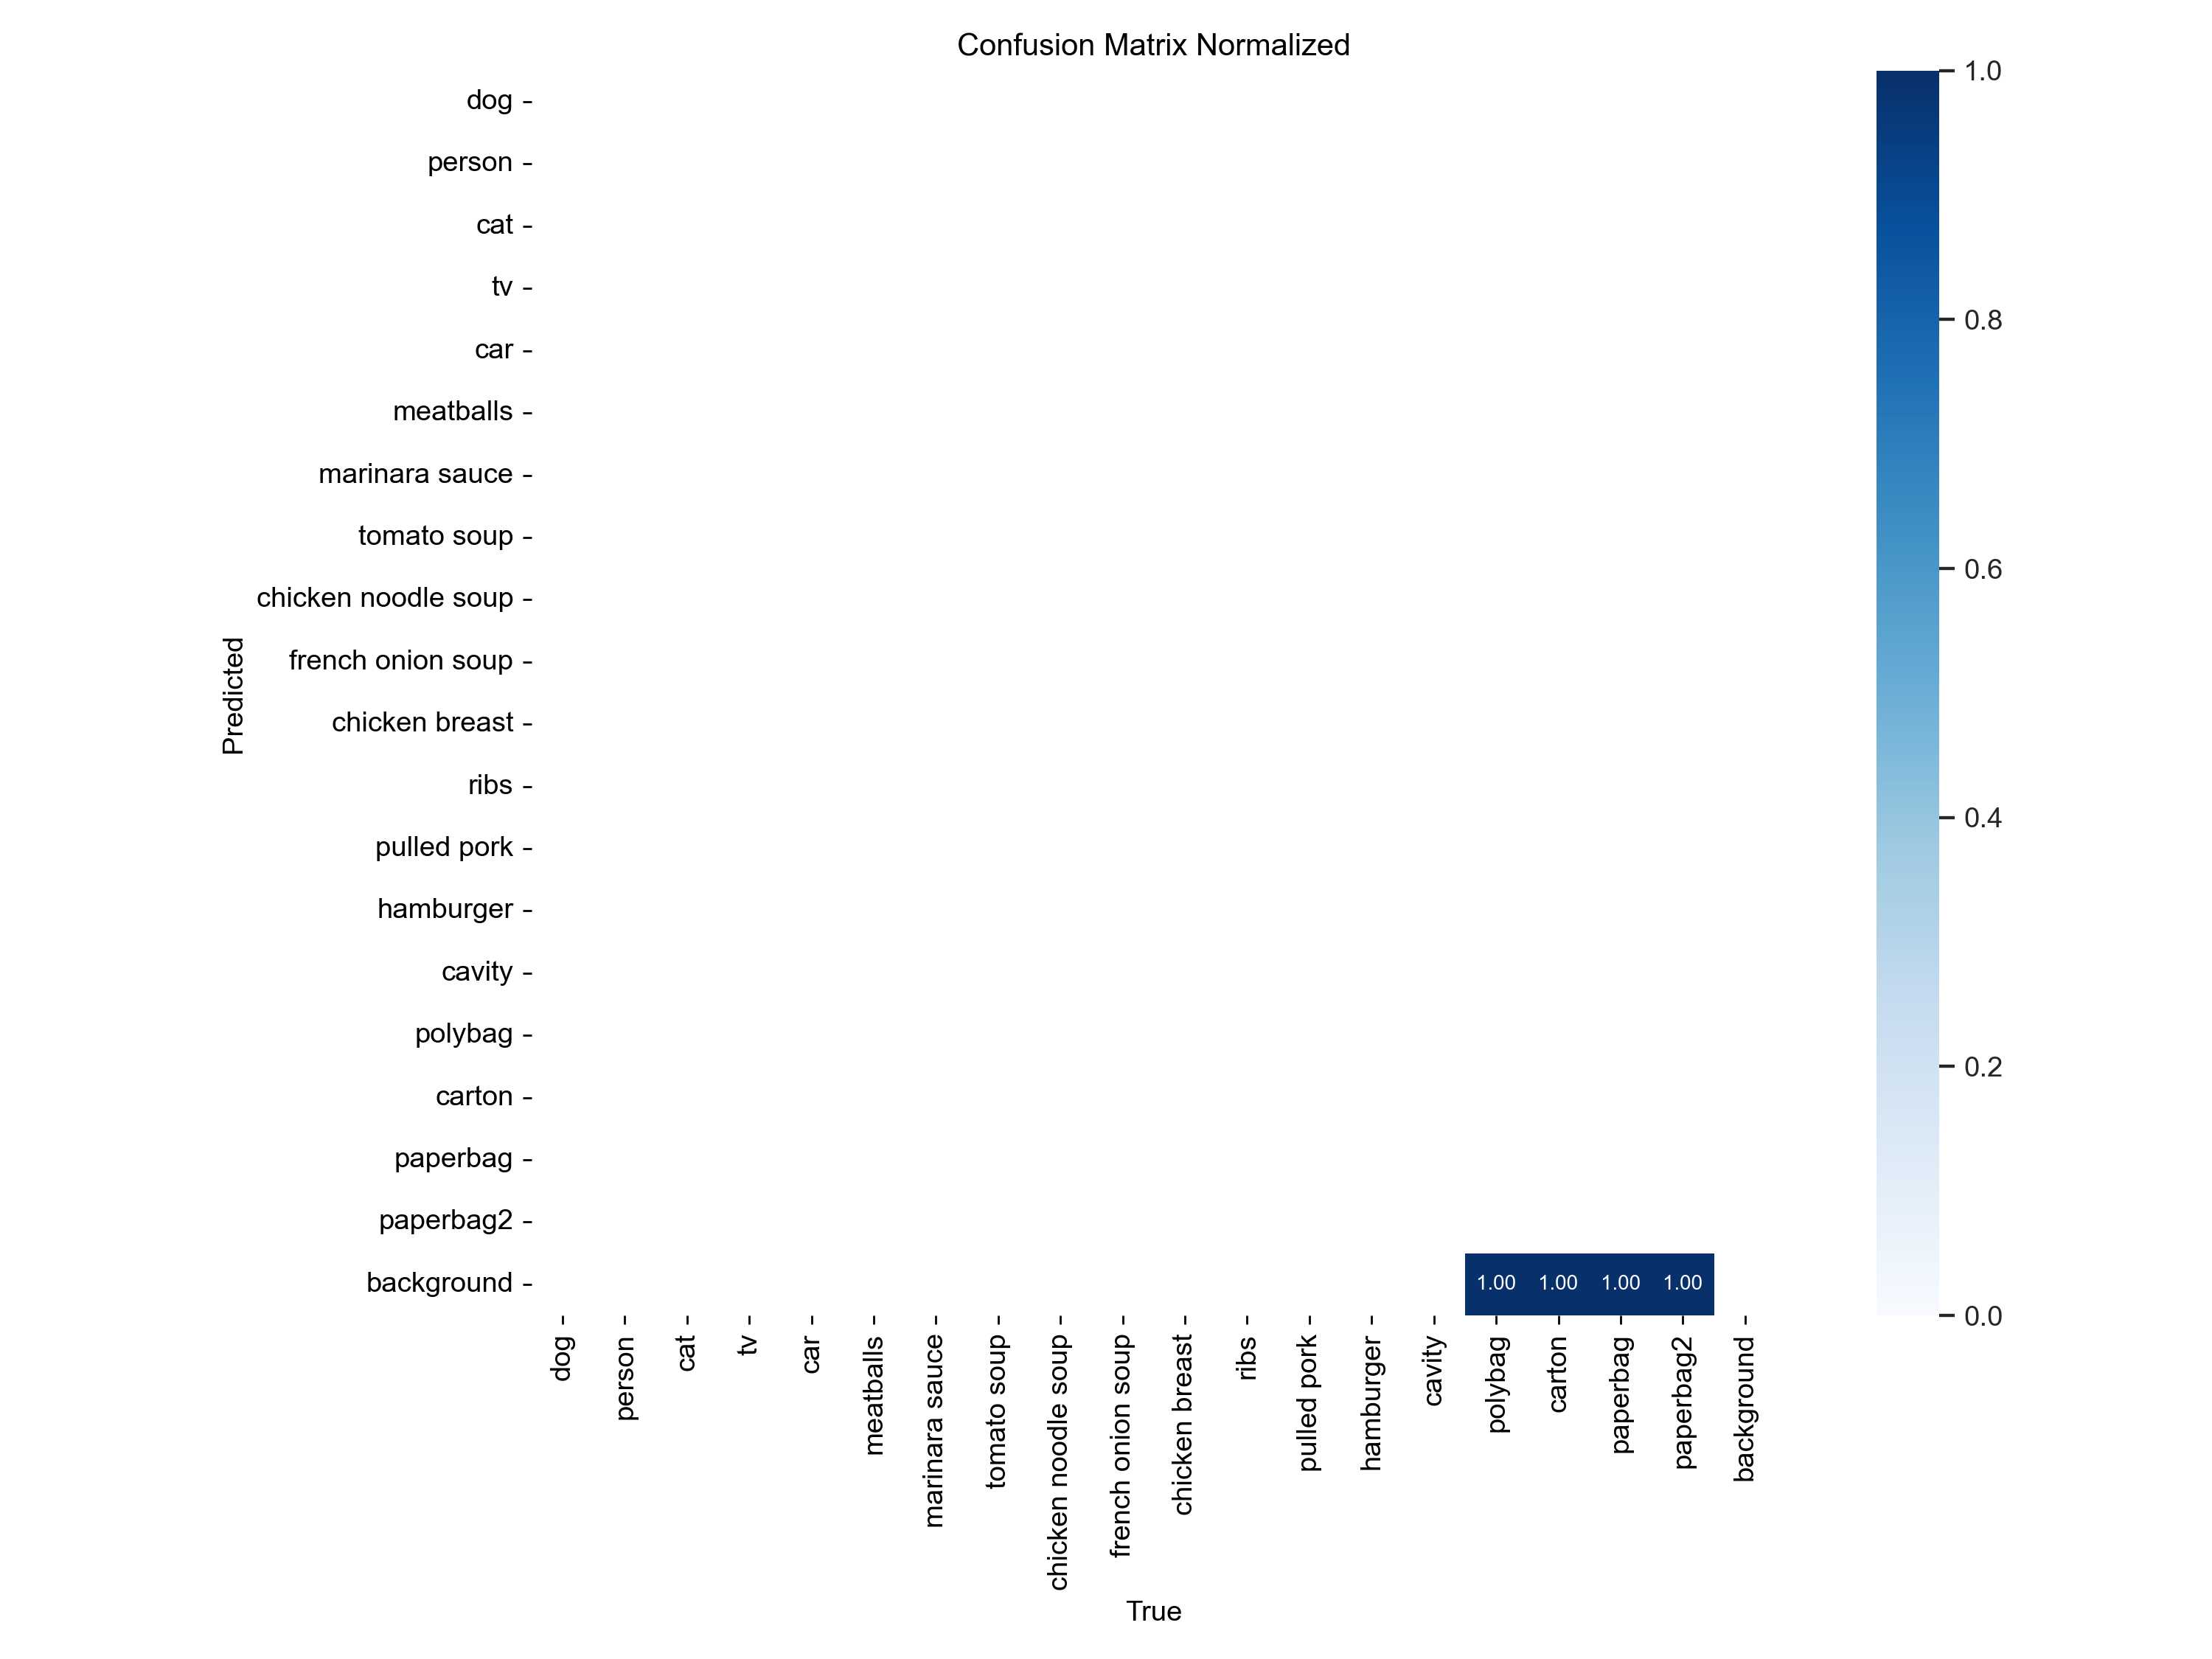 Confusion Matrix Normalized
dog
person
cat
tv
car
meatballs
marinara sauce
tomato soup
chicken noodle soup
french onion soup
chicken breast
ribs
pulled pork
hamburger
cavity
polybag
carton
paperbag
paperbag2
background
Predicted
1.00 1.00 1.00 1.00
dog
person
cat
tv
car
meatballs
marinara sauce
tomato soup
chicken noodle soup
french onion soup
chicken breast
ribs
pulled pork
hamburger
cavity
polybag
carton
paperbag
paperbag2
background
True
1.0
0.8
0.6
0.4
0.2
0.0